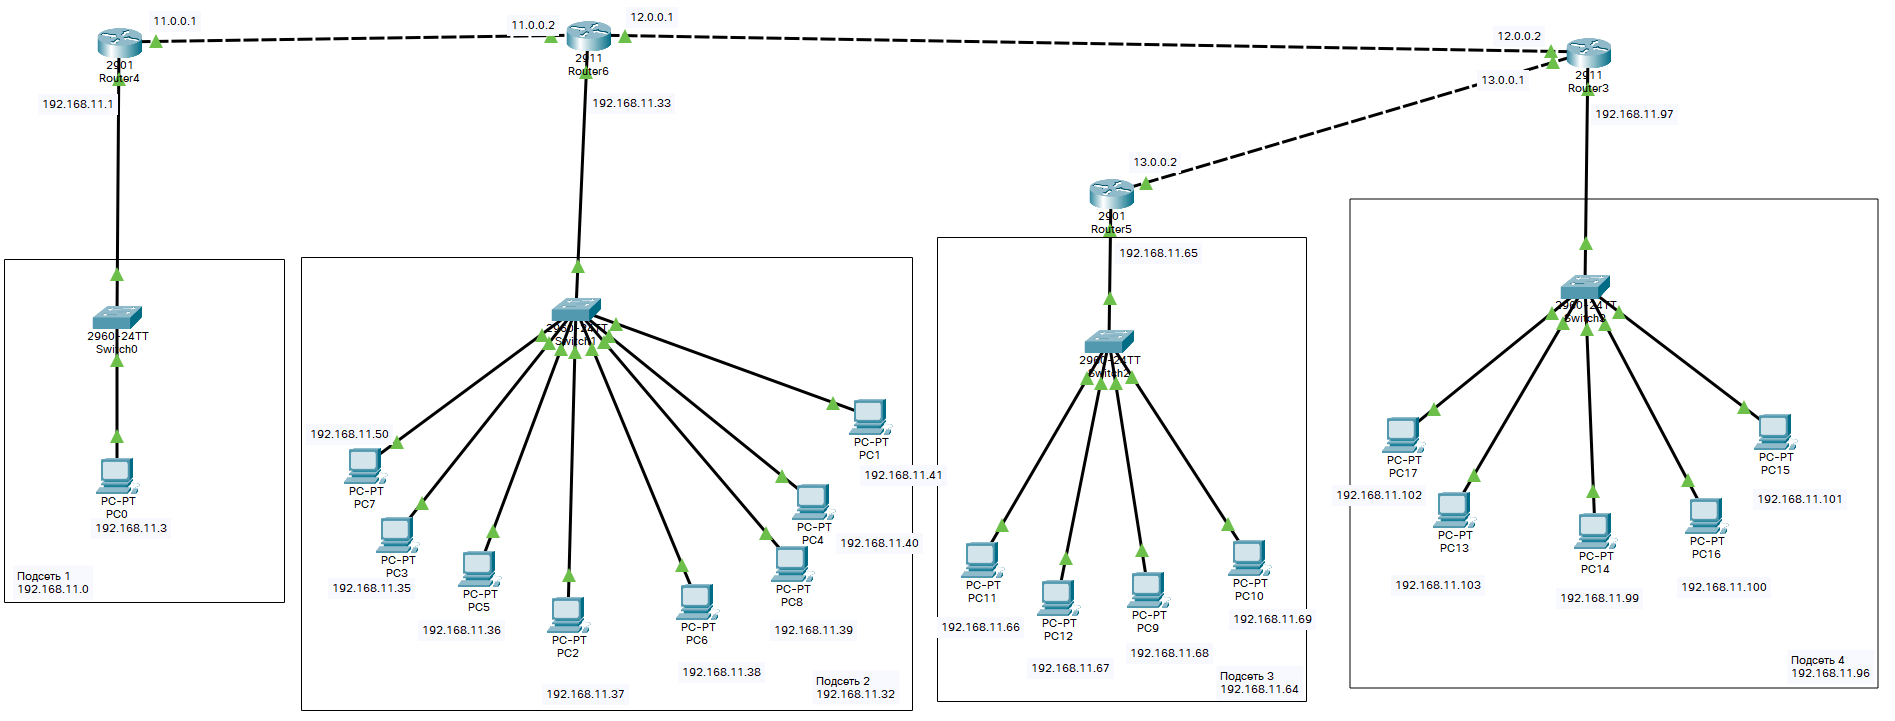 11.0.0.1
2901
Router4
192.168.11.1
11.0.0.2
12.0.0.1
2911
Router6
192.168.11.33
12.0.0.2
13.0.0.1
2911
Router3
192.168.11.97
13.0.0.2
2901
Router5
192.168.11.65
2960-24TT
Switch0
PC-PT
PC0
192.168.11.3
Подсеть 1
192.168.11.0
2960-24TT
Switch1
192.168.11.50
PC-PT
PC7
PC-PT
PC3
192.168.11.35
PC-PT
PC5
192.168.11.36
PC-PT
PC2
192.168.11.37
PC-PT
PC6
192.168.11.38
PC-PT
PC8
192.168.11.39
PC-PT
PC4
192.168.11.40
PC-PT
PC1
192.168.11.41
Подсеть 2
192.168.11.32
2960-24TT
Switch2
PC-PT
PC11
192.168.11.66
PC-PT
PC12
192.168.11.67
PC-PT
PC9
192.168.11.68
PC-PT
PC10
192.168.11.69
Подсеть 3
192.168.11.64
2960-24TT
Switch3
PC-PT
PC17
192.168.11.102
PC-PT
PC13
192.168.11.103
PC-PT
PC14
192.168.11.99
PC-PT
PC16
192.168.11.100
PC-PT
PC15
192.168.11.101
Подсеть 4
192.168.11.96